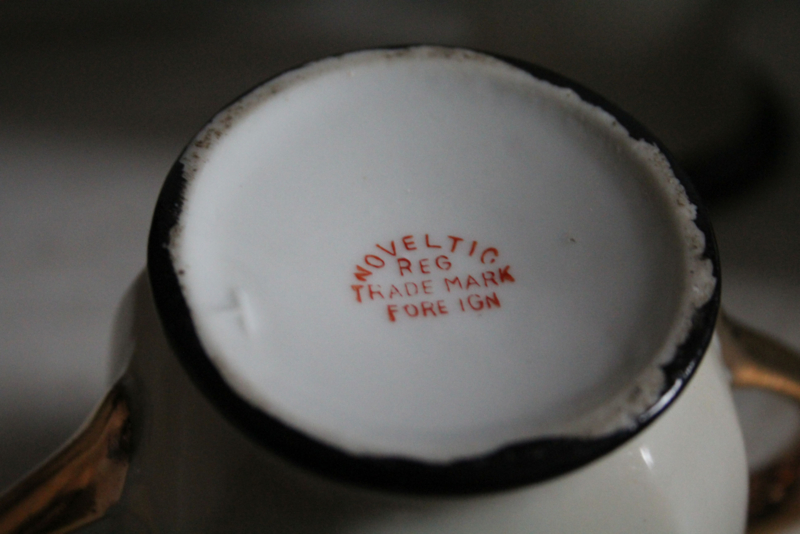 NOVELTIC
REG
TRADE MARK
FOREIGN